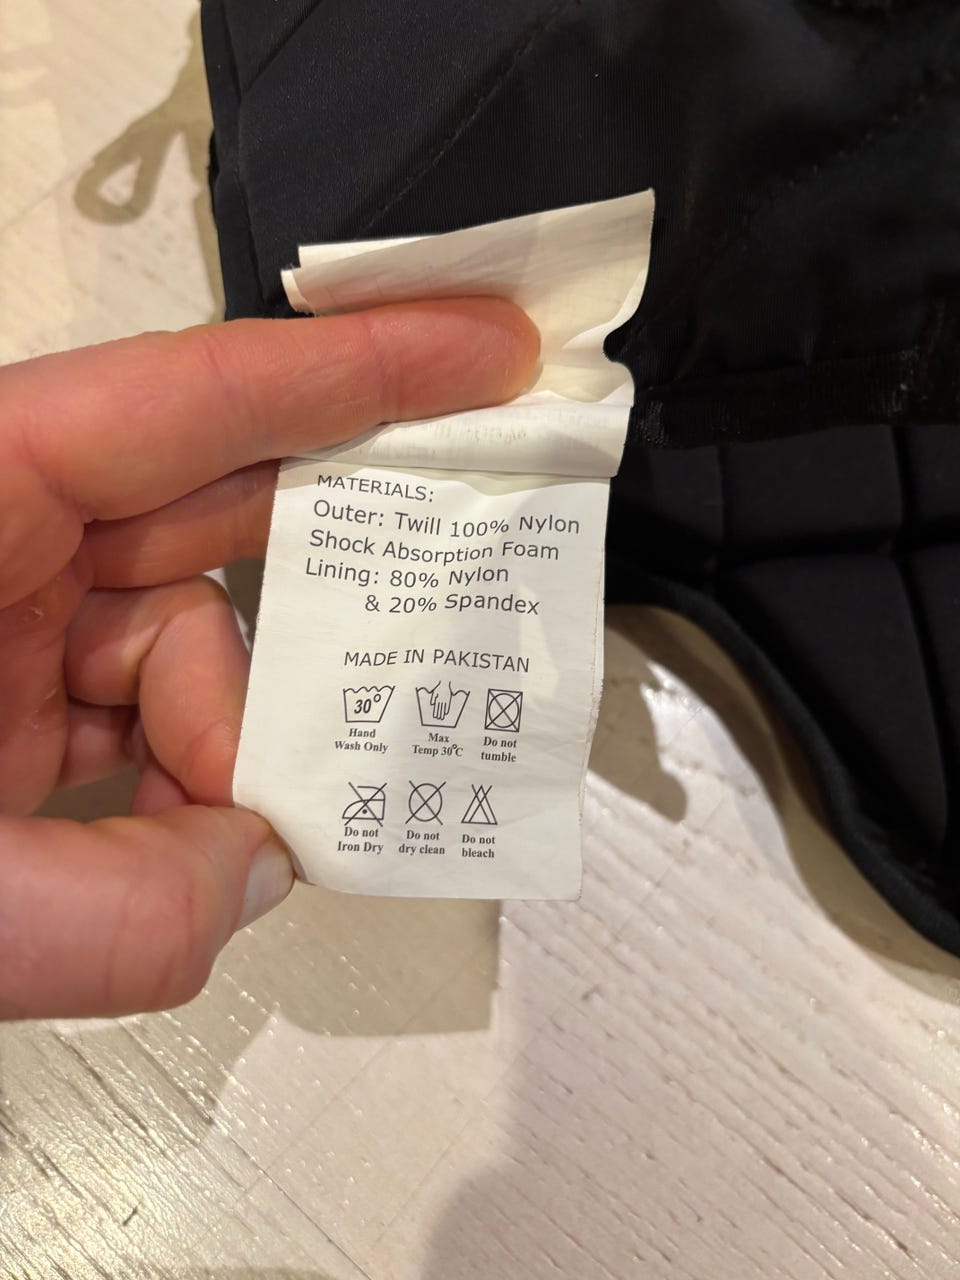 MATERIALS:
Outer: Twill 100% Nylon
Shock Absorption Foam
Lining: 80% Nylon
& 20% Spandex
MADE IN PAKISTAN
30°
Hand
Wash Only
Max
Temp 30°C
Do not
tumble
Do not
Iron Dry
Do not
dry clean
Do not
bleach